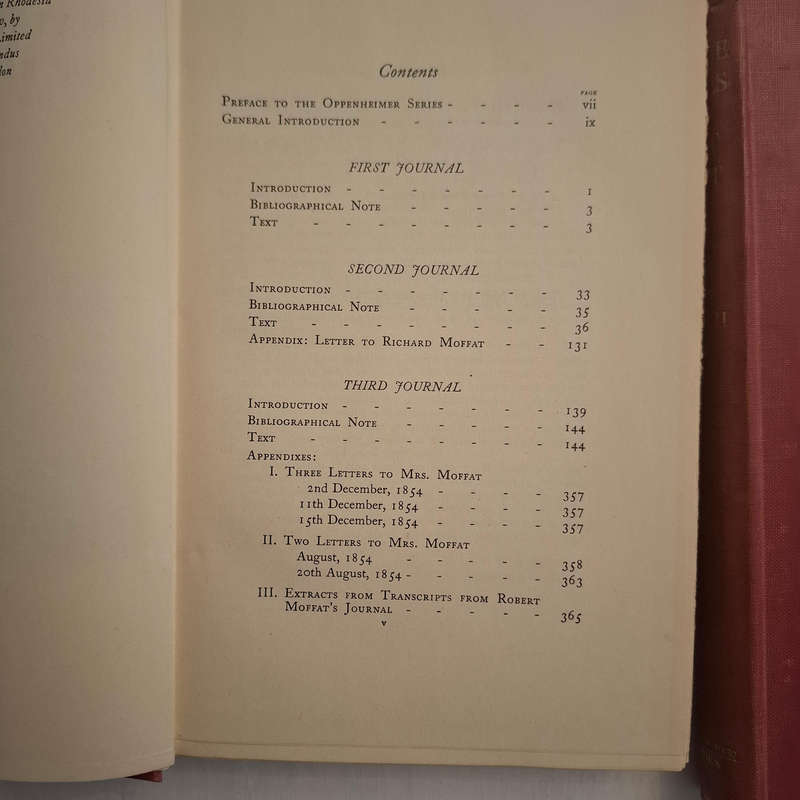 Rhodesia
by
Limited
don
Contents
PAGE
PREFACE TO THE OPPENHEIMER SERIES - - - - vii
GENERAL INTRODUCTION - - - - - - ix
FIRST JOURNAL
INTRODUCTION - - - - - - - 1
BIBLIOGRAPHICAL NOTE - - - - - 3
TEXT - - - - - - - - 3
SECOND JOURNAL
INTRODUCTION - - - - - - - 33
BIBLIOGRAPHICAL NOTE - - - - - 35
TEXT - - - - - - - - 36
APPENDIX: LETTER TO RICHARD MOFFAT - - 131
THIRD JOURNAL
INTRODUCTION - - - - - - - 139
BIBLIOGRAPHICAL NOTE - - - - - 144
TEXT - - - - - - - - 144
APPENDIXES:
I. THREE LETTERS TO MRS. MOFFAT
2nd December, 1854 - - - - 357
11th December, 1854 - - - - 357
15th December, 1854 - - - - 357
II. TWO LETTERS TO MRS. MOFFAT
August, 1854 - - - - - 358
20th August, 1854 - - - - - 363
III. EXTRACTS FROM TRANSCRIPTS FROM ROBERT
MOFFAT'S JOURNAL - - - - - 365
v